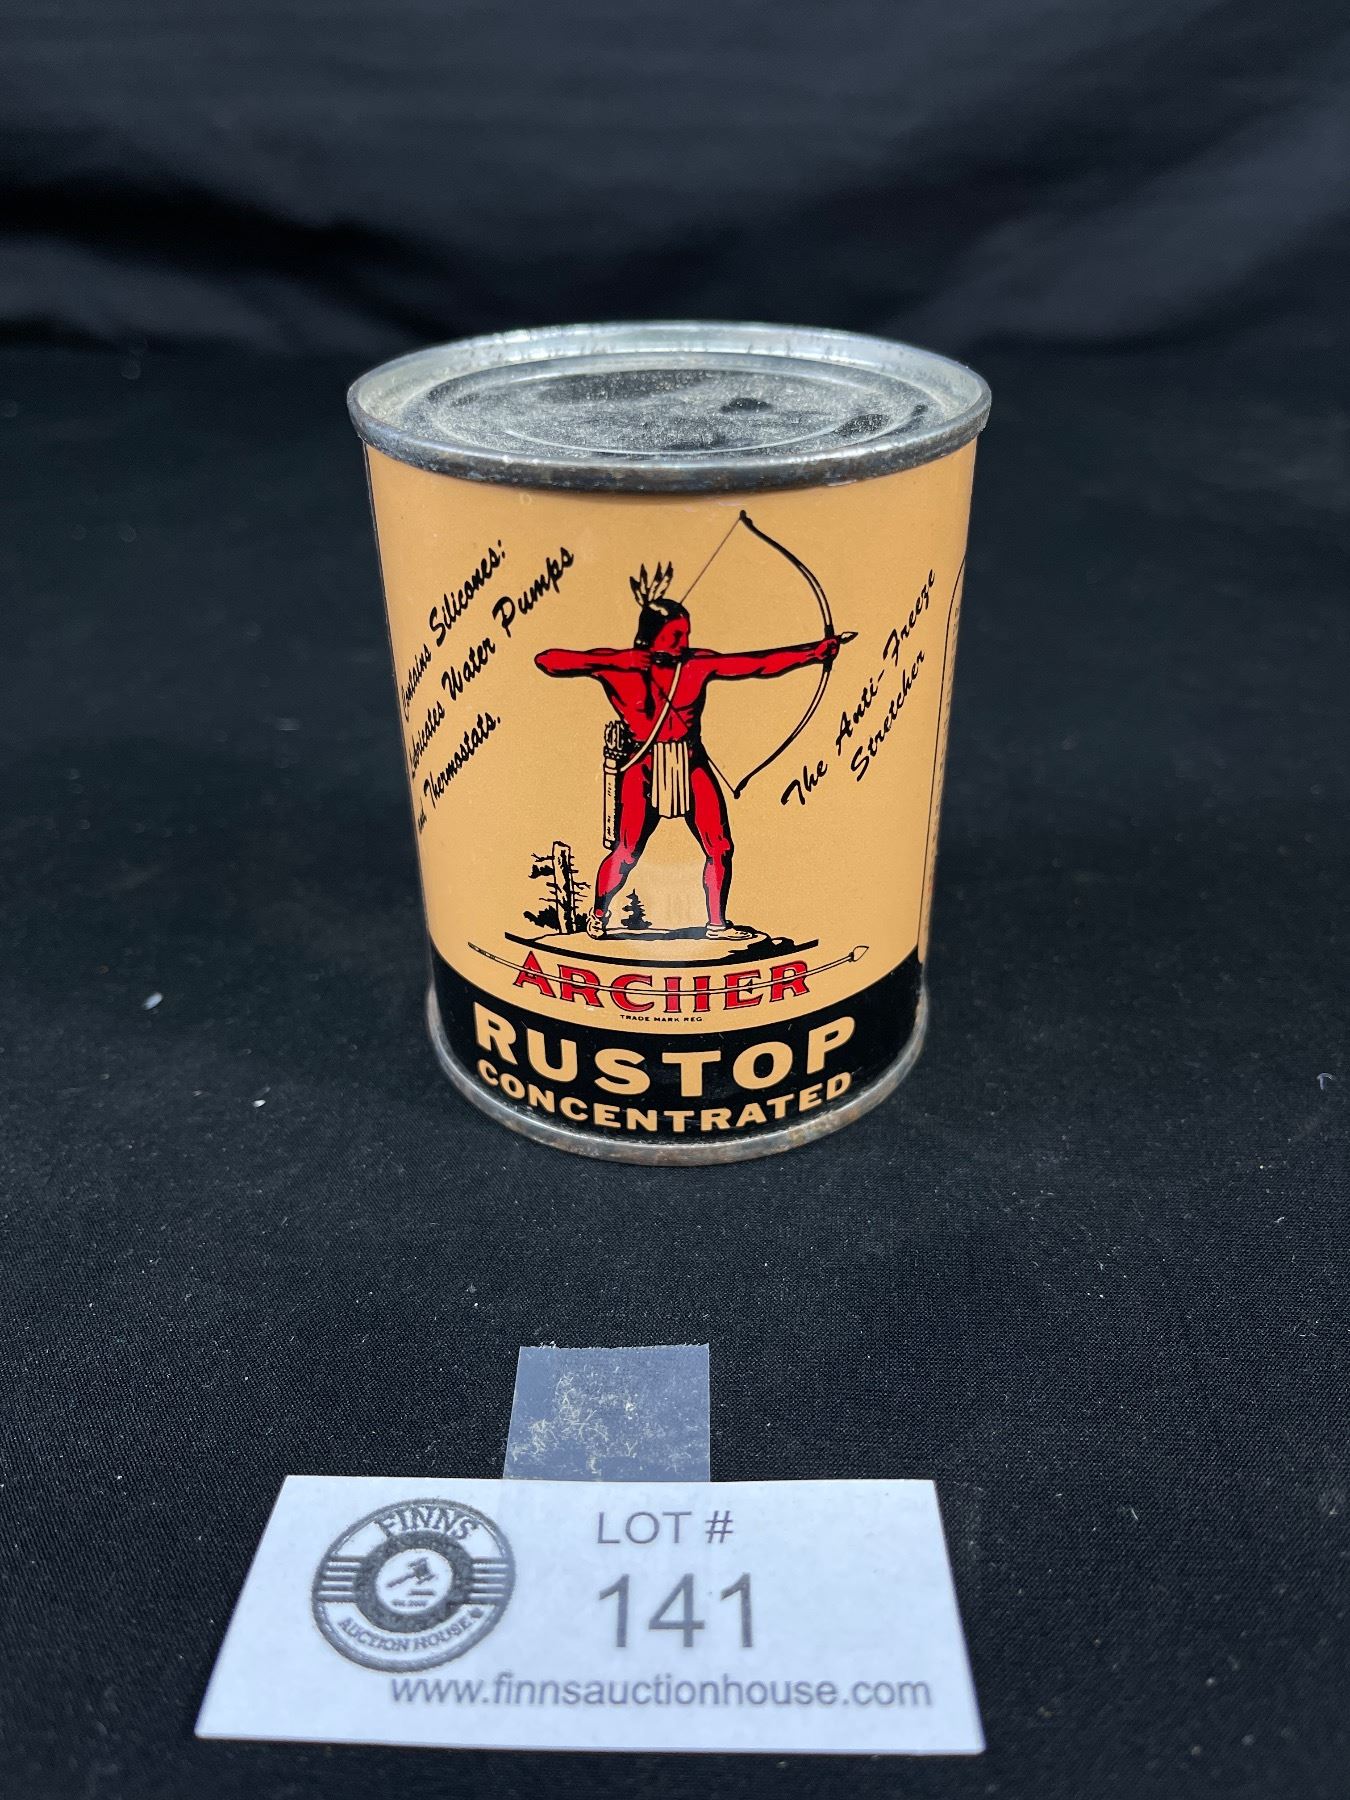 Contains Silicones:
Lubricates Water Pumps
and Thermostats.
The Anti-Freeze
Stretcher
ARCHER
TRADE MARK REG
RUSTOP
CONCENTRATED
FINNS
AUCTION HOUSE
LOT #
141
www.finnsauctionhouse.com